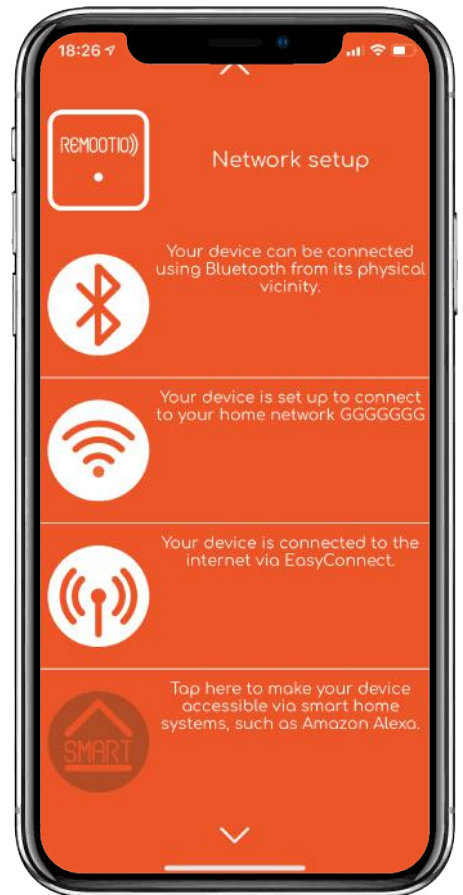 18:26
REMOOTIO
Network setup
Your device can be connected
using Bluetooth from its physical
vicinity.
Your device is set up to connect
to your home network GGGGGGG
Your device is connected to the
internet via EasyConnect.
Tap here to make your device
accessible via smart home
systems, such as Amazon Alexa.
SMART